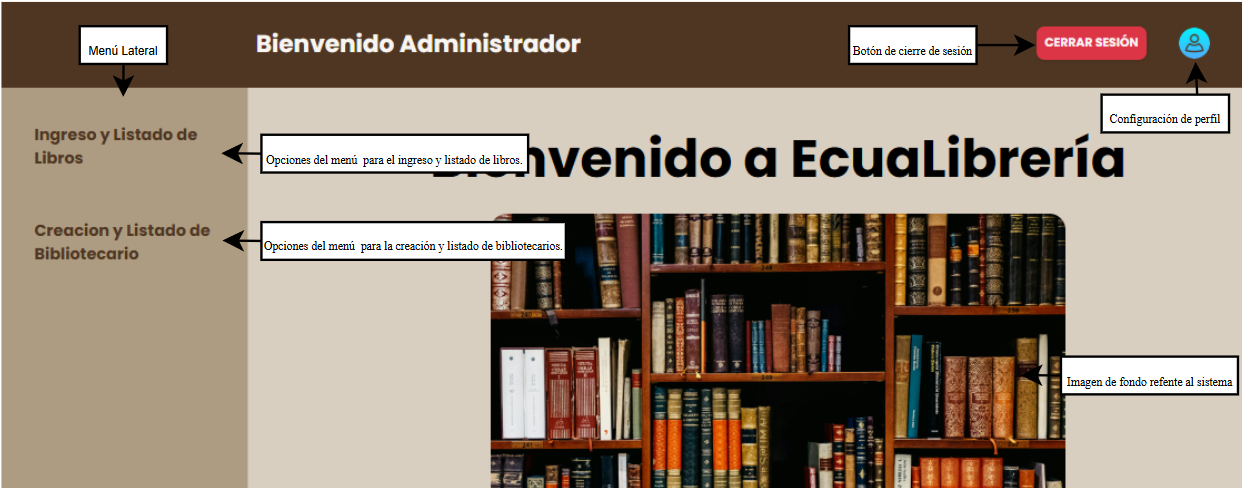 Menú Lateral
Bienvenido Administrador
Botón de cierre de sesión
CERRAR SESIÓN
Configuración de perfil
Ingreso y Listado de
Libros
Opciones del menú para el ingreso y listado de libros.
Bienvenido a EcuaLibrería
Creacion y Listado de
Bibliotecario
Opciones del menú para la creación y listado de bibliotecarios.
Imagen de fondo refente al sistema